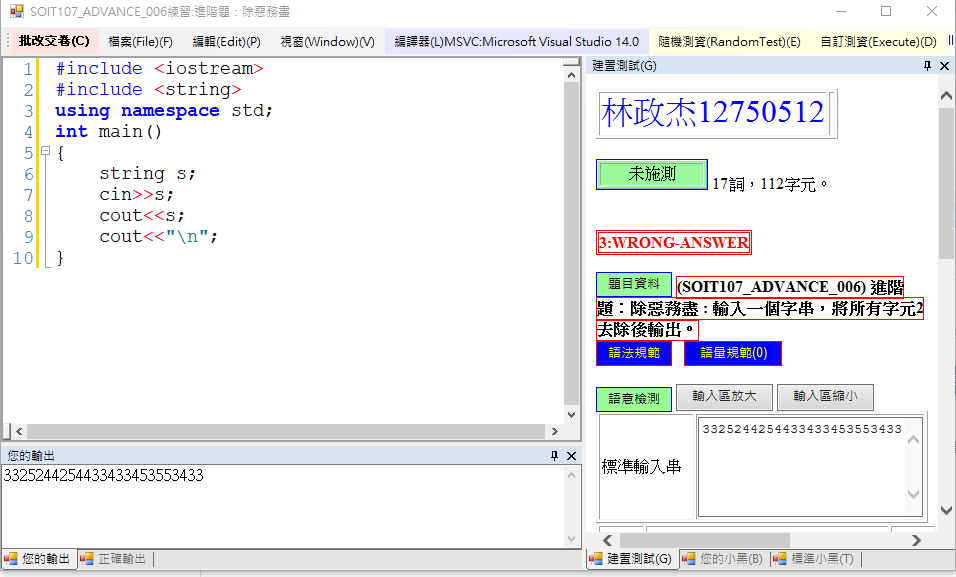 SOIT107_ADVANCE_006練習:進階題：除惡務盡
批改交卷(C) 檔案(File)(F) 編輯(Edit)(P) 視窗(Window)(V) 編譯器(L)MSVC:Microsoft Visual Studio 14.0 隨機測資(RandomTest)(E) 自訂測資(Execute)(D)
1 #include <iostream>
2 #include <string>
3 using namespace std;
4 int main()
5 {
6 string s;
7 cin>>s;
8 cout<<s;
9 cout<<"\n";
10 }
您的輸出
3325244254433433453553433
您的輸出 正確輸出
建置測試(G)
林政杰12750512
未施測 17詞，112字元。
3:WRONG-ANSWER
題目資料 (SOIT107_ADVANCE_006) 進階
題：除惡務盡：輸入一個字串，將所有字元2
去除後輸出。
語法規範 語量規範(0)
語意檢測 輸入區放大 輸入區縮小
標準輸入串 3325244254433433453553433
建置測試(G) 您的小黑(B) 標準小黑(T)